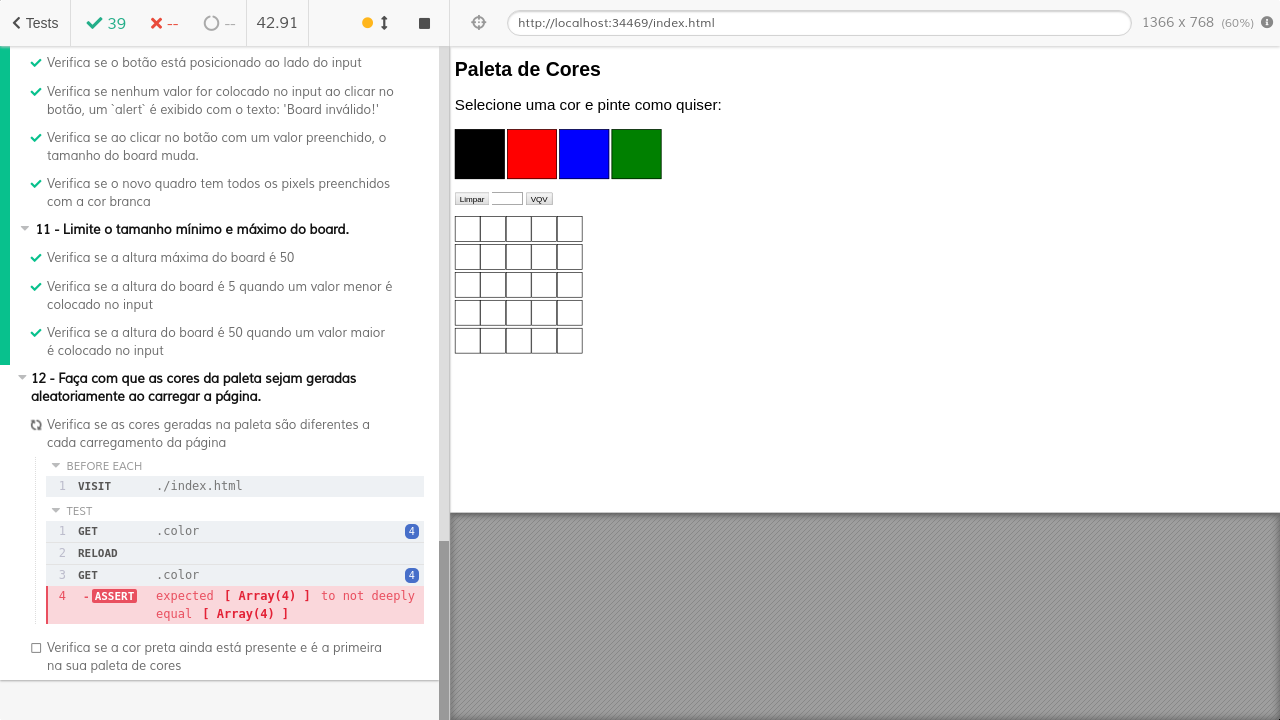 Tests
39
--
--
42.91
http://localhost:34469/index.html
1366 x 768 (60%)
Verifica se o botão está posicionado ao lado do input
Verifica se nenhum valor for colocado no input ao clicar no
botão, um `alert` é exibido com o texto: 'Board inválido!'
Verifica se ao clicar no botão com um valor preenchido, o
tamanho do board muda.
Verifica se o novo quadro tem todos os pixels preenchidos
com a cor branca
11 - Limite o tamanho mínimo e máximo do board.
Verifica se a altura máxima do board é 50
Verifica se a altura do board é 5 quando um valor menor é
colocado no input
Verifica se a altura do board é 50 quando um valor maior
é colocado no input
12 - Faça com que as cores da paleta sejam geradas
aleatoriamente ao carregar a página.
Verifica se as cores geradas na paleta são diferentes a
cada carregamento da página
BEFORE EACH
1 VISIT ./index.html
TEST
1 GET .color 4
2 RELOAD
3 GET .color 4
4 -ASSERT expected [ Array(4) ] to not deeply
equal [ Array(4) ]
Verifica se a cor preta ainda está presente e é a primeira
na sua paleta de cores
Paleta de Cores
Selecione uma cor e pinte como quiser:
Limpar VQV